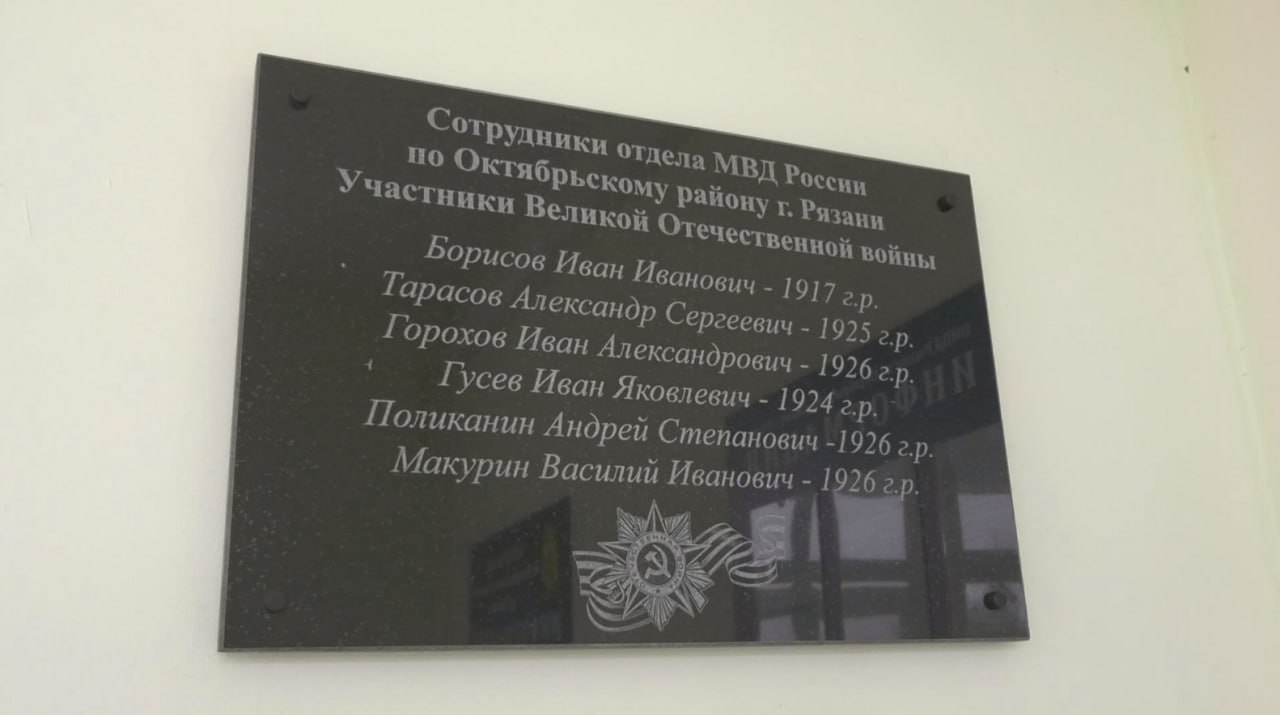 Сотрудники отдела МВД России
по Октябрьскому району г. Рязани
Участники Великой Отечественной войны
Борисов Иван Иванович - 1917 г.р.
Тарасов Александр Сергеевич - 1925 г.р.
Горохов Иван Александрович - 1926 г.р.
Гусев Иван Яковлевич - 1924 г.р.
Поликанин Андрей Степанович -1926 г.р.
Макурин Василий Иванович - 1926 г.р.